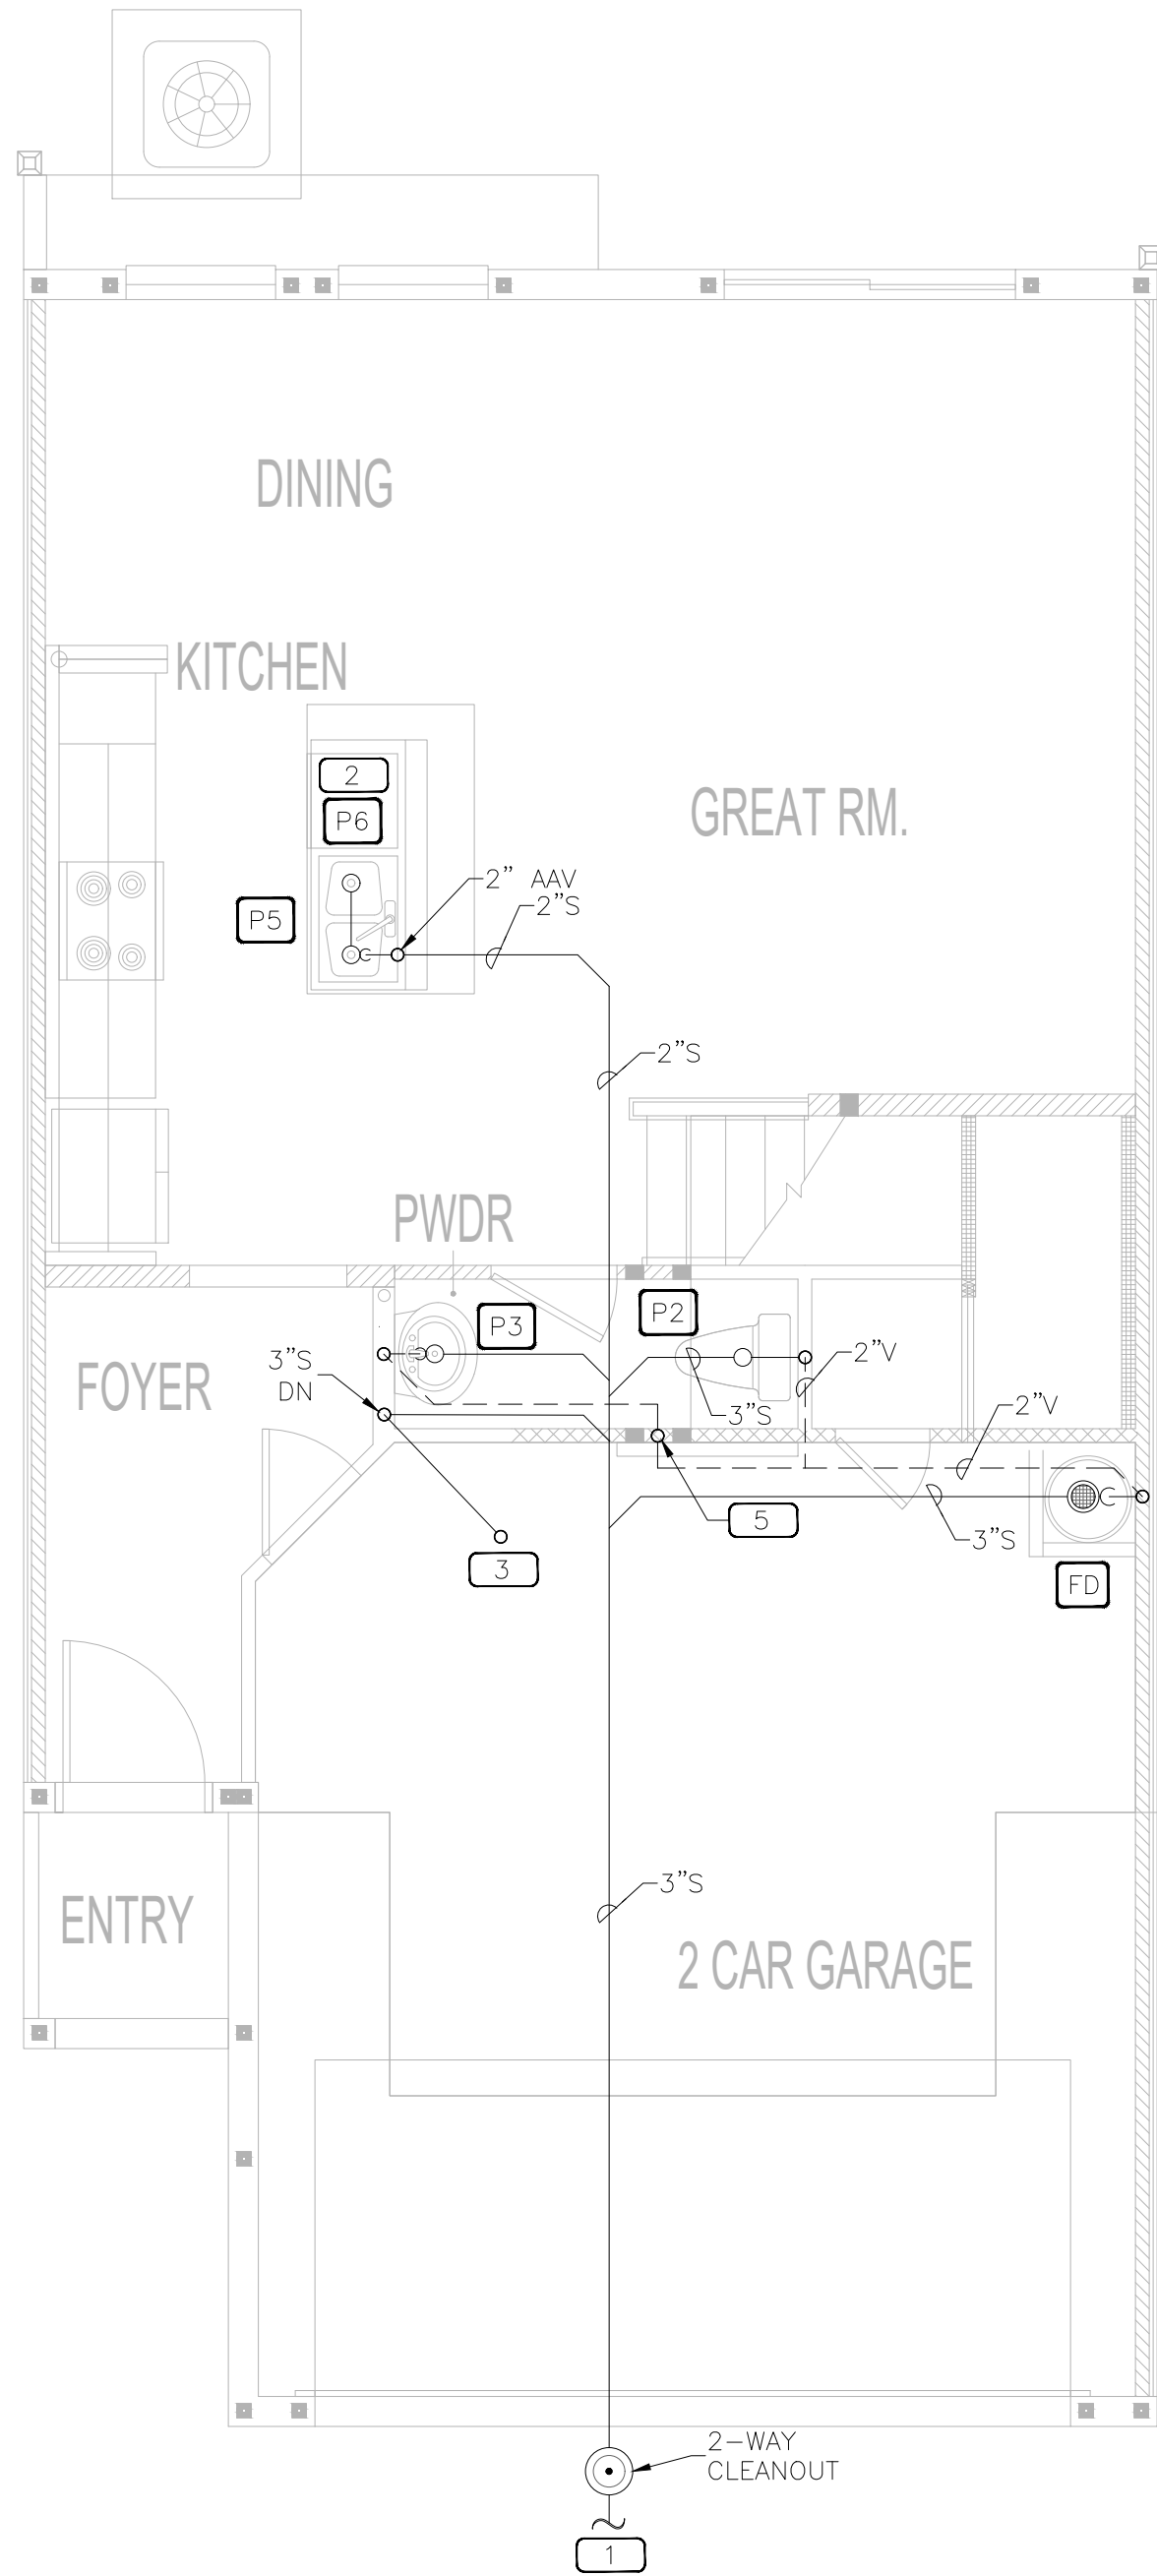 DINING
KITCHEN
2
P6
GREAT RM.
2” AAV
2”S
P5
2”S
PWDR
P3
P2
FOYER
3”S
DN
2”V
3”S
2”V
5
3”S
3
FD
3”S
ENTRY
2 CAR GARAGE
2-WAY
CLEANOUT
1